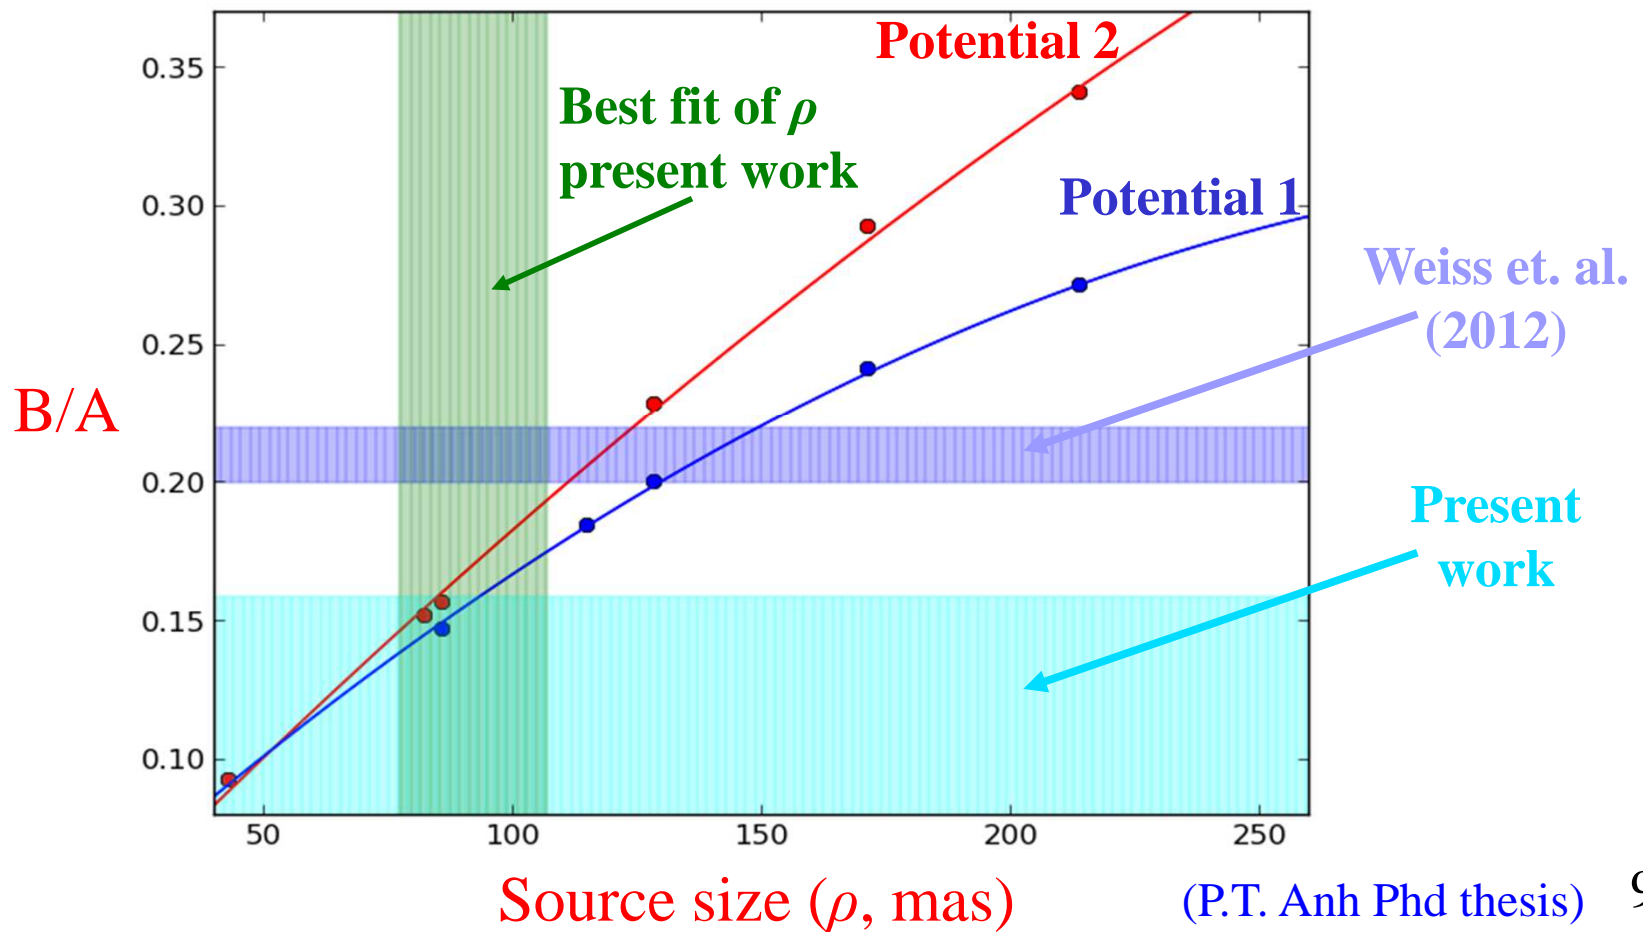 Potential 2
0.35
Best fit of ρ
present work
0.30
Potential 1
Weiss et. al.
(2012)
0.25
B/A
0.20
Present
work
0.15
0.10
50 100 150 200 250
Source size (ρ, mas)
(P.T. Anh Phd thesis)
9